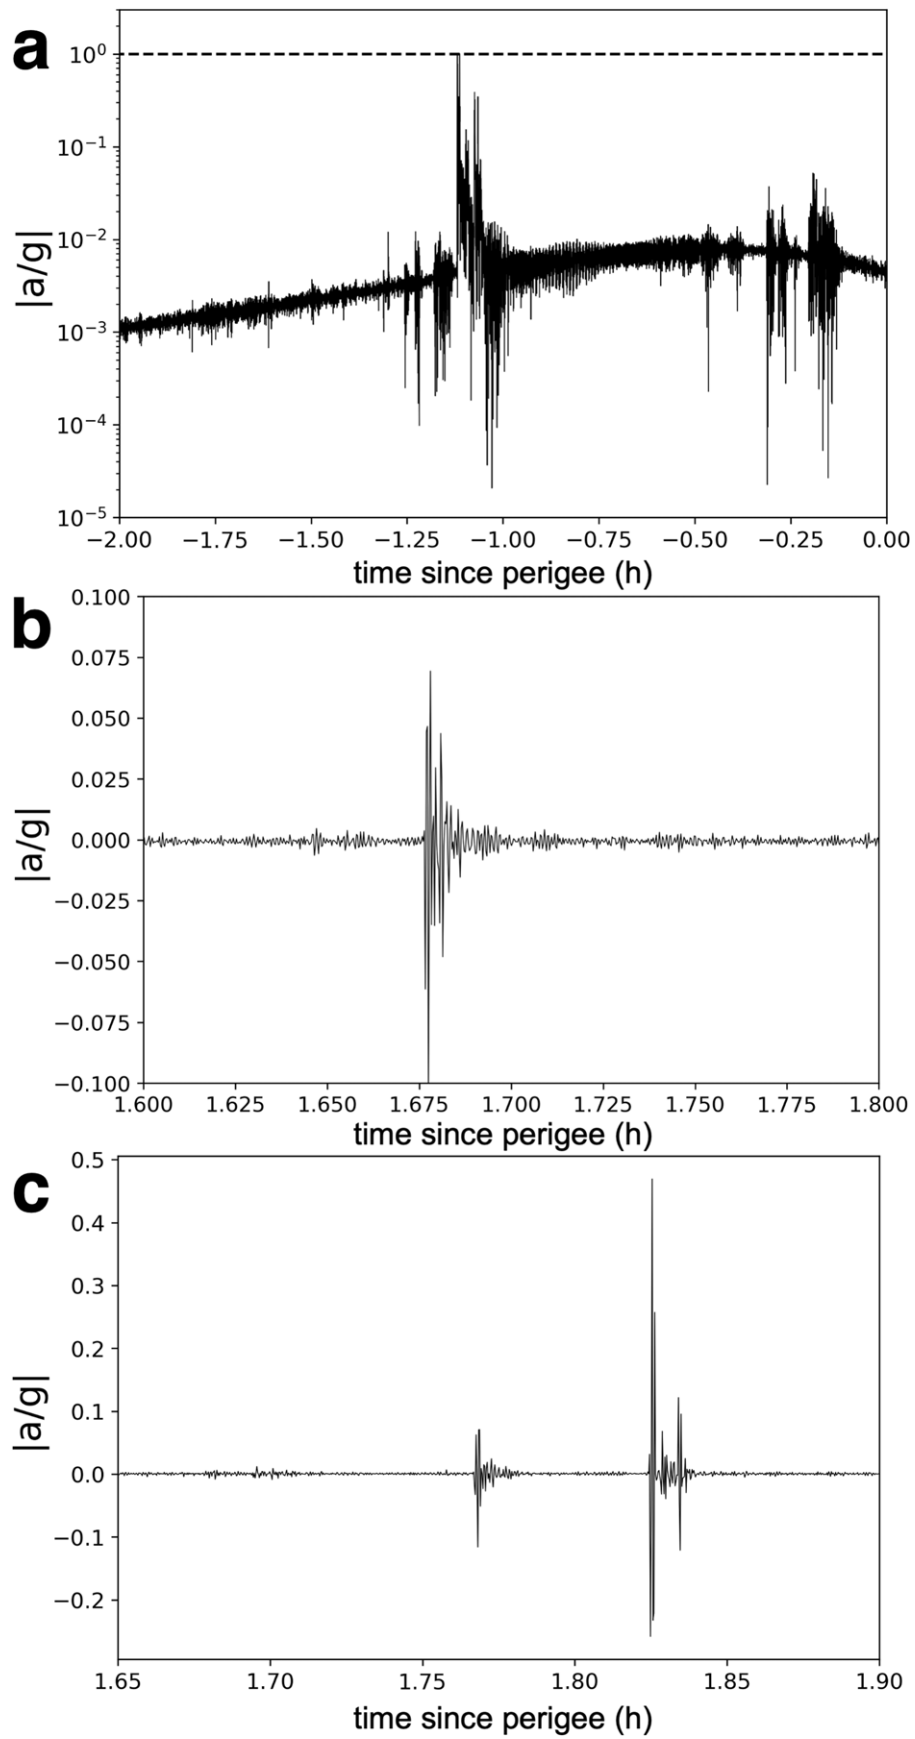 a
10⁰
10⁻¹
10⁻²
10⁻³
10⁻⁴
10⁻⁵
|a/g|
−2.00 −1.75 −1.50 −1.25 −1.00 −0.75 −0.50 −0.25 0.00
time since perigee (h)
b
0.100
0.075
0.050
0.025
0.000
−0.025
−0.050
−0.075
−0.100
|a/g|
1.600 1.625 1.650 1.675 1.700 1.725 1.750 1.775 1.800
time since perigee (h)
c
0.5
0.4
0.3
0.2
0.1
0.0
−0.1
−0.2
|a/g|
1.65 1.70 1.75 1.80 1.85 1.90
time since perigee (h)